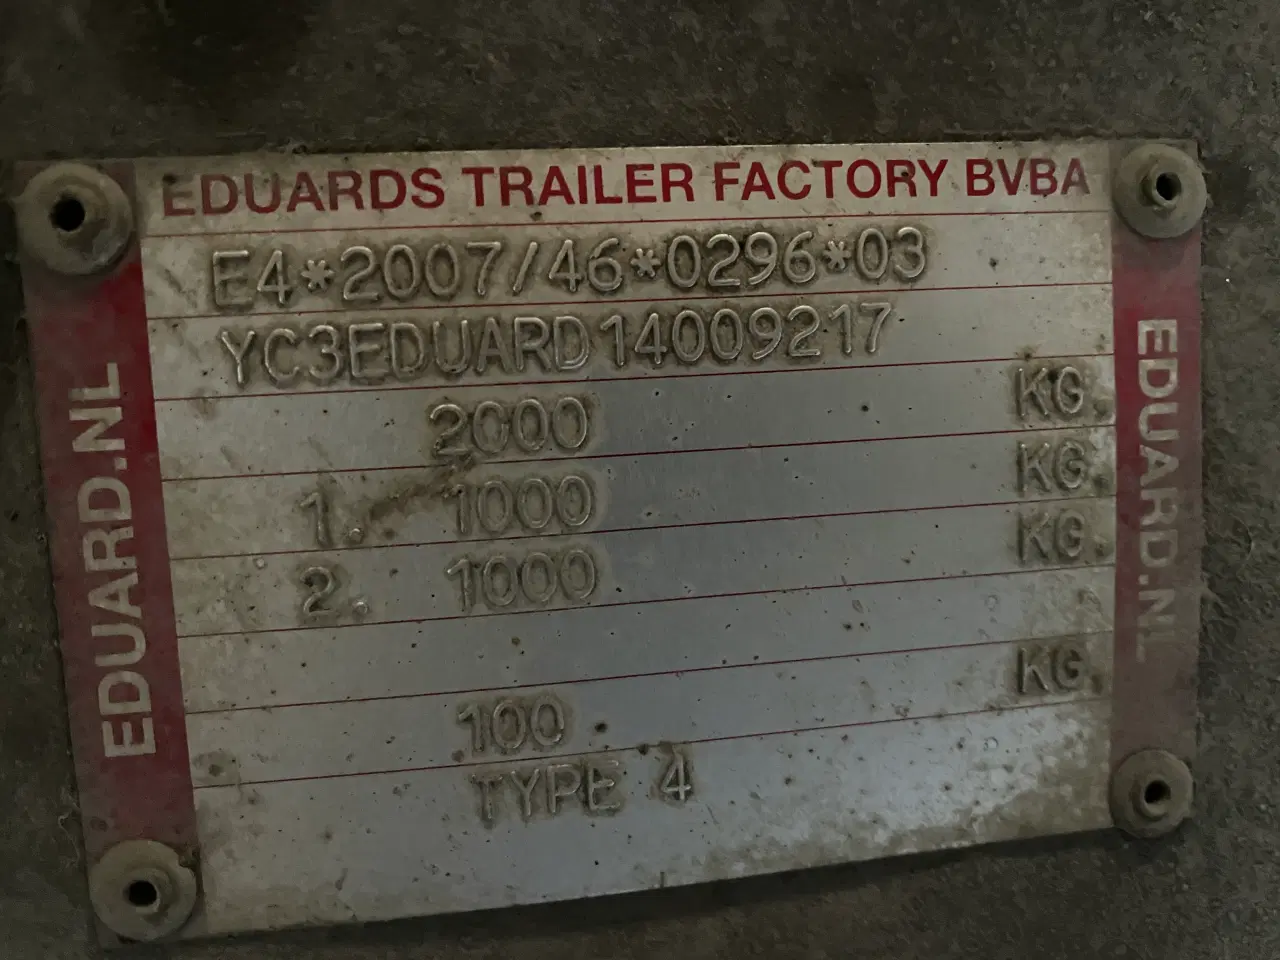 EDUARDS TRAILER FACTORY BVBA
E4*2007/46*0296*03
YC3EDUARD14009217
2000 KG.
1. 1000 KG.
2. 1000 KG.
100 KG.
TYPE 4
EDUARD.NL
EDUARD.NL